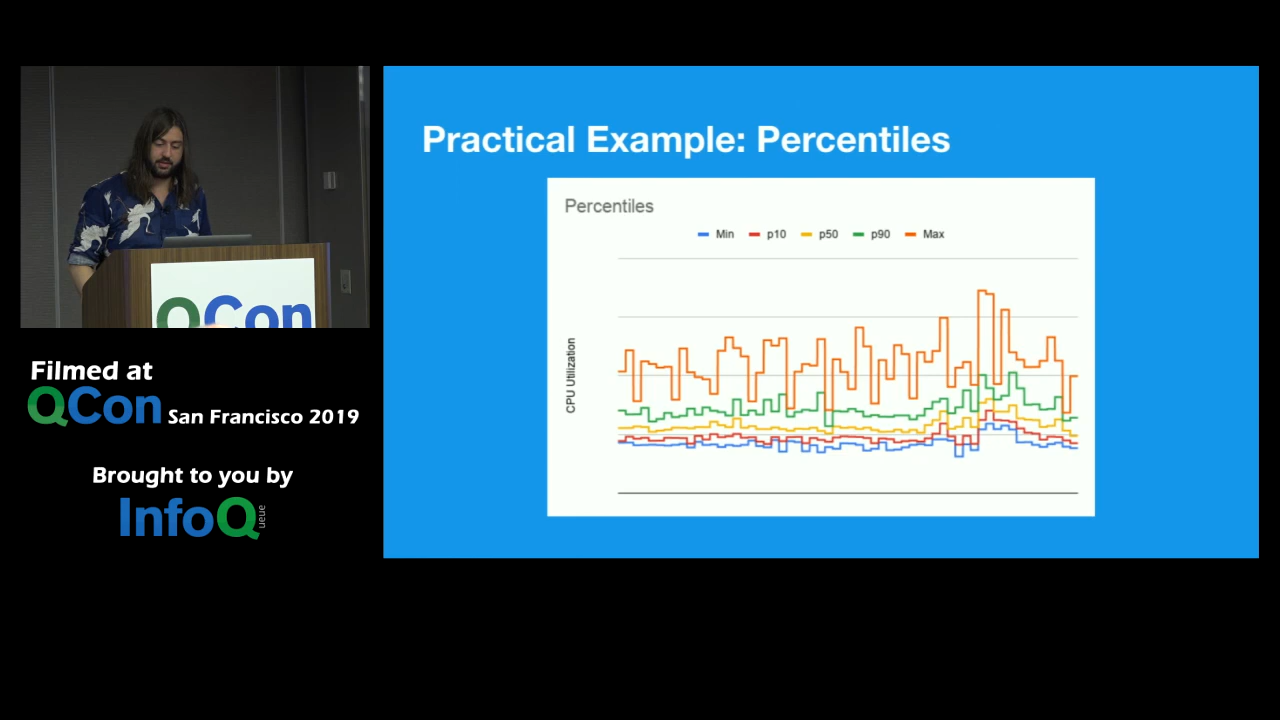 Practical Example: Percentiles
Percentiles
Min p10 p50 p90 Max
CPU Utilization
QCon
Filmed at
QCon San Francisco 2019
Brought to you by
InfoQ
ueue